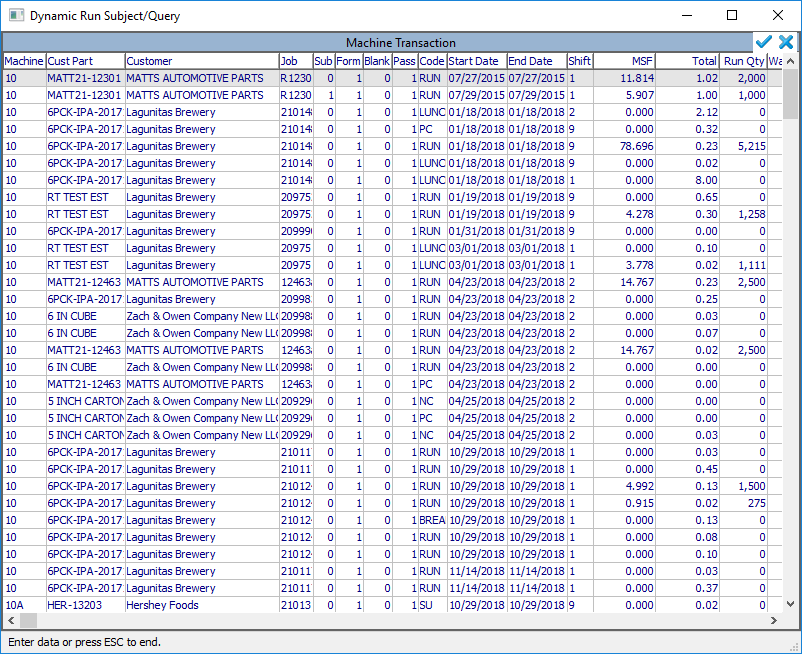 Dynamic Run Subject/Query
Machine Transaction
Machine Cust Part Customer Job Sub Form Blank Pass Code Start Date End Date Shift MSF Total Run Qty Wa
10 MATT21-12301 MATTS AUTOMOTIVE PARTS R1230 0 1 0 1 RUN 07/27/2015 07/27/2015 1 11.814 1.02 2,000
10 MATT21-12301 MATTS AUTOMOTIVE PARTS R1230 1 1 0 1 RUN 07/29/2015 07/29/2015 1 5.907 1.00 1,000
10 6PCK-IPA-2017 Lagunitas Brewery 21014 0 1 0 1 LUNC 01/18/2018 01/18/2018 2 0.000 2.12 0
10 6PCK-IPA-2017 Lagunitas Brewery 21014 0 1 0 1 PC 01/18/2018 01/18/2018 9 0.000 0.32 0
10 6PCK-IPA-2017 Lagunitas Brewery 21014 0 1 0 1 RUN 01/18/2018 01/18/2018 9 78.696 0.23 5,215
10 6PCK-IPA-2017 Lagunitas Brewery 21014 0 1 0 1 LUNC 01/18/2018 01/18/2018 9 0.000 0.02 0
10 6PCK-IPA-2017 Lagunitas Brewery 21014 0 1 0 1 LUNC 01/18/2018 01/18/2018 1 0.000 8.00 0
10 RT TEST EST Lagunitas Brewery 20975 0 1 0 1 RUN 01/19/2018 01/19/2018 9 0.000 0.65 0
10 RT TEST EST Lagunitas Brewery 20975 0 1 0 1 RUN 01/19/2018 01/19/2018 9 4.278 0.30 1,258
10 6PCK-IPA-2017 Lagunitas Brewery 20999 0 1 0 1 RUN 01/31/2018 01/31/2018 9 0.000 0.00 0
10 RT TEST EST Lagunitas Brewery 20975 0 1 0 1 LUNC 03/01/2018 03/01/2018 1 0.000 0.10 0
10 RT TEST EST Lagunitas Brewery 20975 0 1 0 1 LUNC 03/01/2018 03/01/2018 1 3.778 0.02 1,111
10 MATT21-12463 MATTS AUTOMOTIVE PARTS 12463 0 1 0 1 RUN 04/23/2018 04/23/2018 2 14.767 0.23 2,500
10 6PCK-IPA-2017 Lagunitas Brewery 20998 0 1 0 1 RUN 04/23/2018 04/23/2018 2 0.000 0.25 0
10 6 IN CUBE Zach & Owen Company New LLC 20998 0 1 0 1 RUN 04/23/2018 04/23/2018 2 0.000 0.03 0
10 6 IN CUBE Zach & Owen Company New LLC 20998 0 1 0 1 RUN 04/23/2018 04/23/2018 2 0.000 0.07 0
10 MATT21-12463 MATTS AUTOMOTIVE PARTS 12463 0 1 0 1 RUN 04/23/2018 04/23/2018 2 14.767 0.02 2,500
10 6 IN CUBE Zach & Owen Company New LLC 20998 0 1 0 1 RUN 04/23/2018 04/23/2018 2 0.000 0.00 0
10 MATT21-12463 MATTS AUTOMOTIVE PARTS 12463 0 1 0 1 PC 04/23/2018 04/23/2018 2 0.000 0.00 0
10 5 INCH CARTON Zach & Owen Company New LLC 20929 0 1 0 1 NC 04/25/2018 04/25/2018 2 0.000 0.00 0
10 5 INCH CARTON Zach & Owen Company New LLC 20929 0 1 0 1 PC 04/25/2018 04/25/2018 2 0.000 0.00 0
10 5 INCH CARTON Zach & Owen Company New LLC 20929 0 1 0 1 NC 04/25/2018 04/25/2018 2 0.000 0.03 0
10 6PCK-IPA-2017 Lagunitas Brewery 21011 0 1 0 1 RUN 10/29/2018 10/29/2018 1 0.000 0.03 0
10 6PCK-IPA-2017 Lagunitas Brewery 21011 0 1 0 1 RUN 10/29/2018 10/29/2018 1 0.000 0.45 0
10 6PCK-IPA-2017 Lagunitas Brewery 21012 0 1 0 1 RUN 10/29/2018 10/29/2018 1 4.992 0.13 1,500
10 6PCK-IPA-2017 Lagunitas Brewery 21012 0 1 0 1 RUN 10/29/2018 10/29/2018 1 0.915 0.02 275
10 6PCK-IPA-2017 Lagunitas Brewery 21012 0 1 0 1 BREA 10/29/2018 10/29/2018 1 0.000 0.13 0
10 6PCK-IPA-2017 Lagunitas Brewery 21012 0 1 0 1 RUN 10/29/2018 10/29/2018 1 0.000 0.08 0
10 6PCK-IPA-2017 Lagunitas Brewery 21012 0 1 0 1 RUN 10/29/2018 10/29/2018 1 0.000 0.10 0
10 6PCK-IPA-2017 Lagunitas Brewery 21011 0 1 0 1 RUN 11/14/2018 11/14/2018 1 0.000 0.03 0
10 6PCK-IPA-2017 Lagunitas Brewery 21011 0 1 0 1 RUN 11/14/2018 11/14/2018 1 0.000 0.37 0
10A HER-13203 Hershey Foods 21013 0 1 0 1 SU 10/29/2018 10/29/2018 9 0.000 0.02 0
Enter data or press ESC to end.